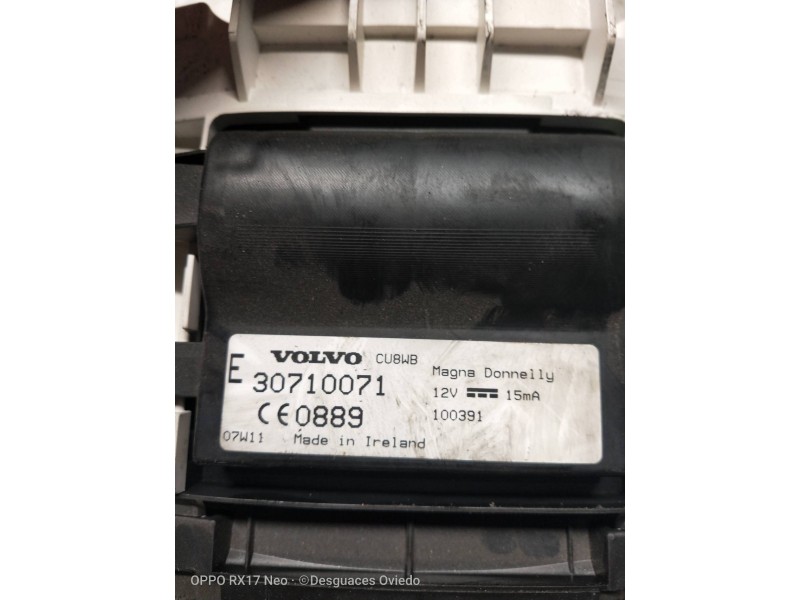 VOLVO CU8WB
E 30710071
CE0889
07W11 Made in Ireland
Magna Donnelly
12V 15mA
100391
OPPO RX17 Neo · ©Desguaces Oviedo